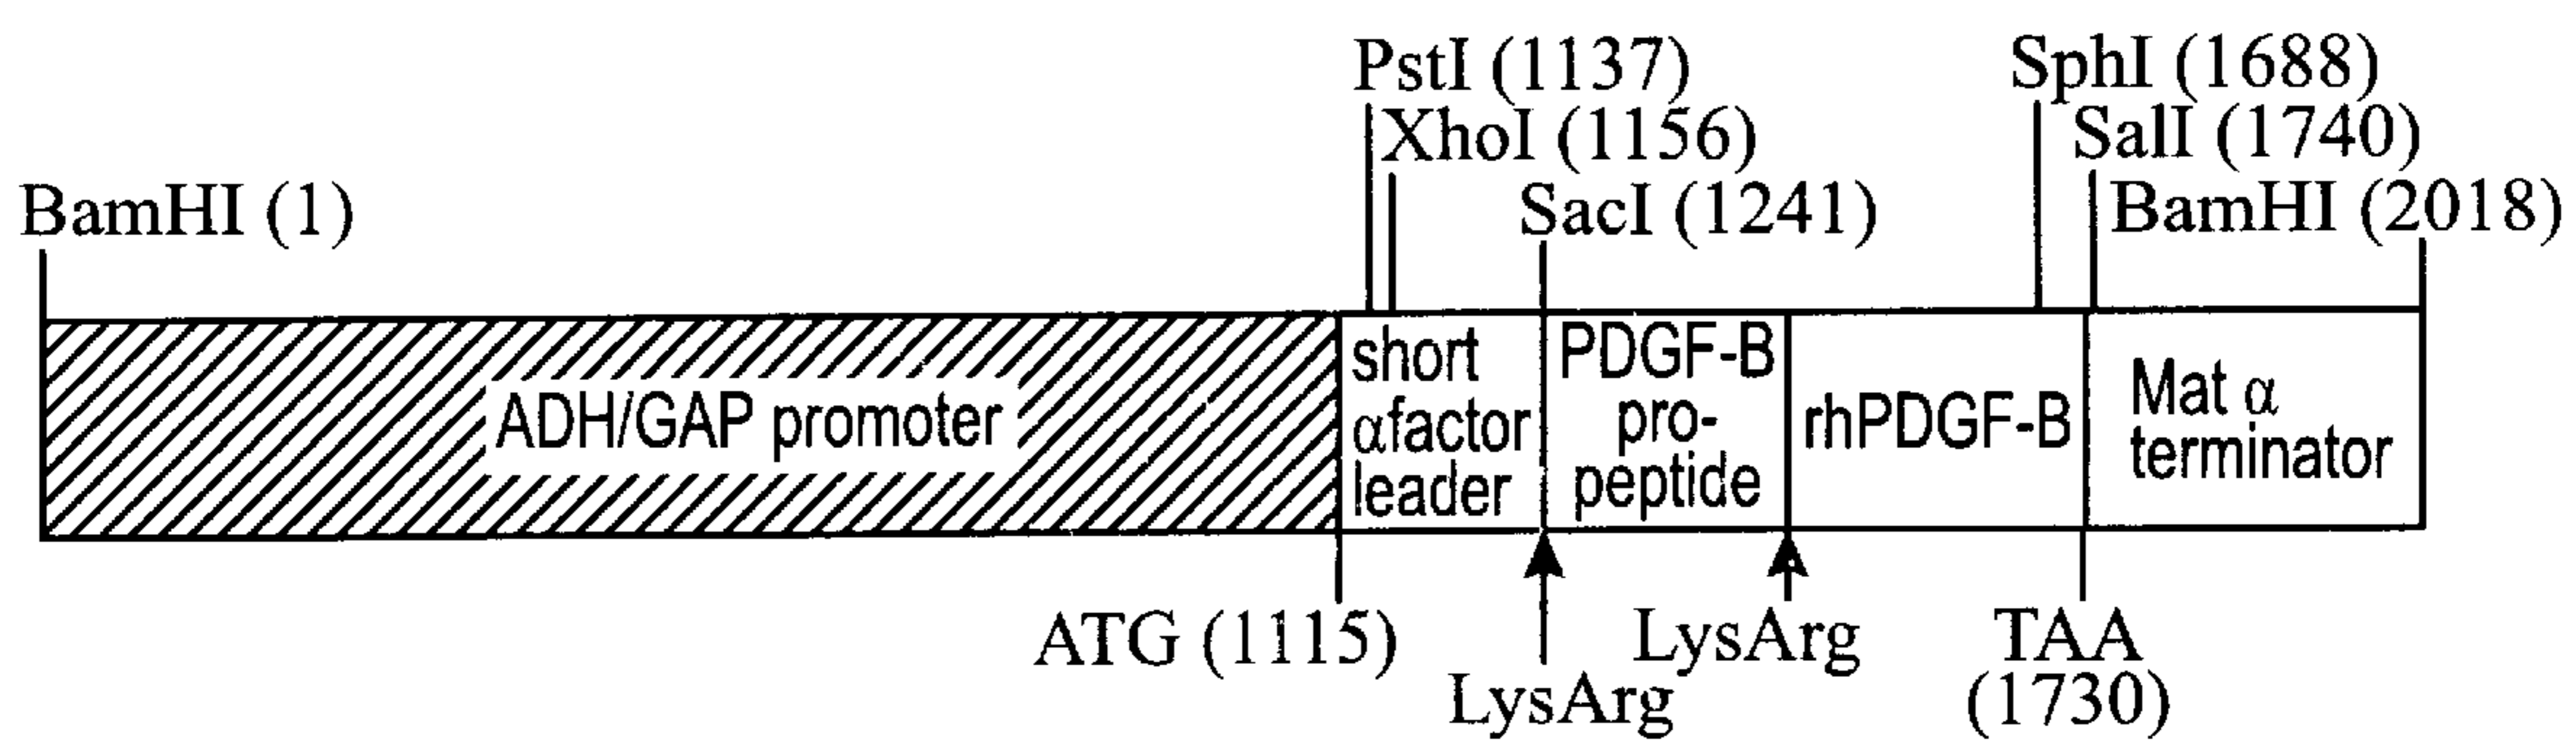 PstI (1137)
XhoI (1156)
SacI (1241)
SphI (1688)
SalI (1740)
BamHI (2018)
BamHI (1)
ADH/GAP promoter
short
αfactor
leader
PDGF-B
pro-
peptide
rhPDGF-B
Mat α
terminator
ATG (1115)
LysArg
LysArg
TAA
(1730)